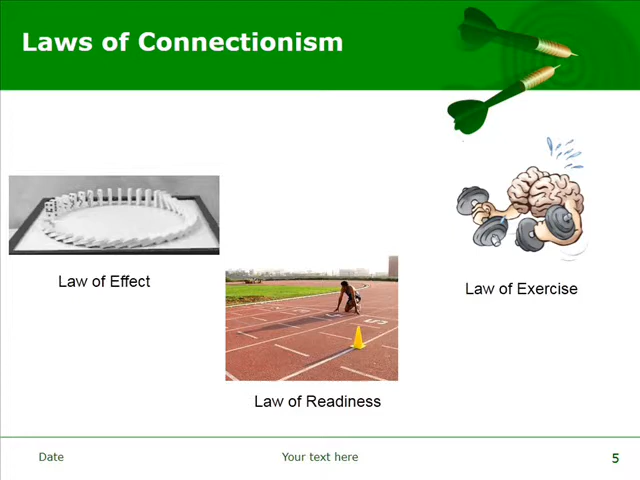 Laws of Connectionism
Law of Effect
Law of Exercise
Law of Readiness
Date
Your text here
5